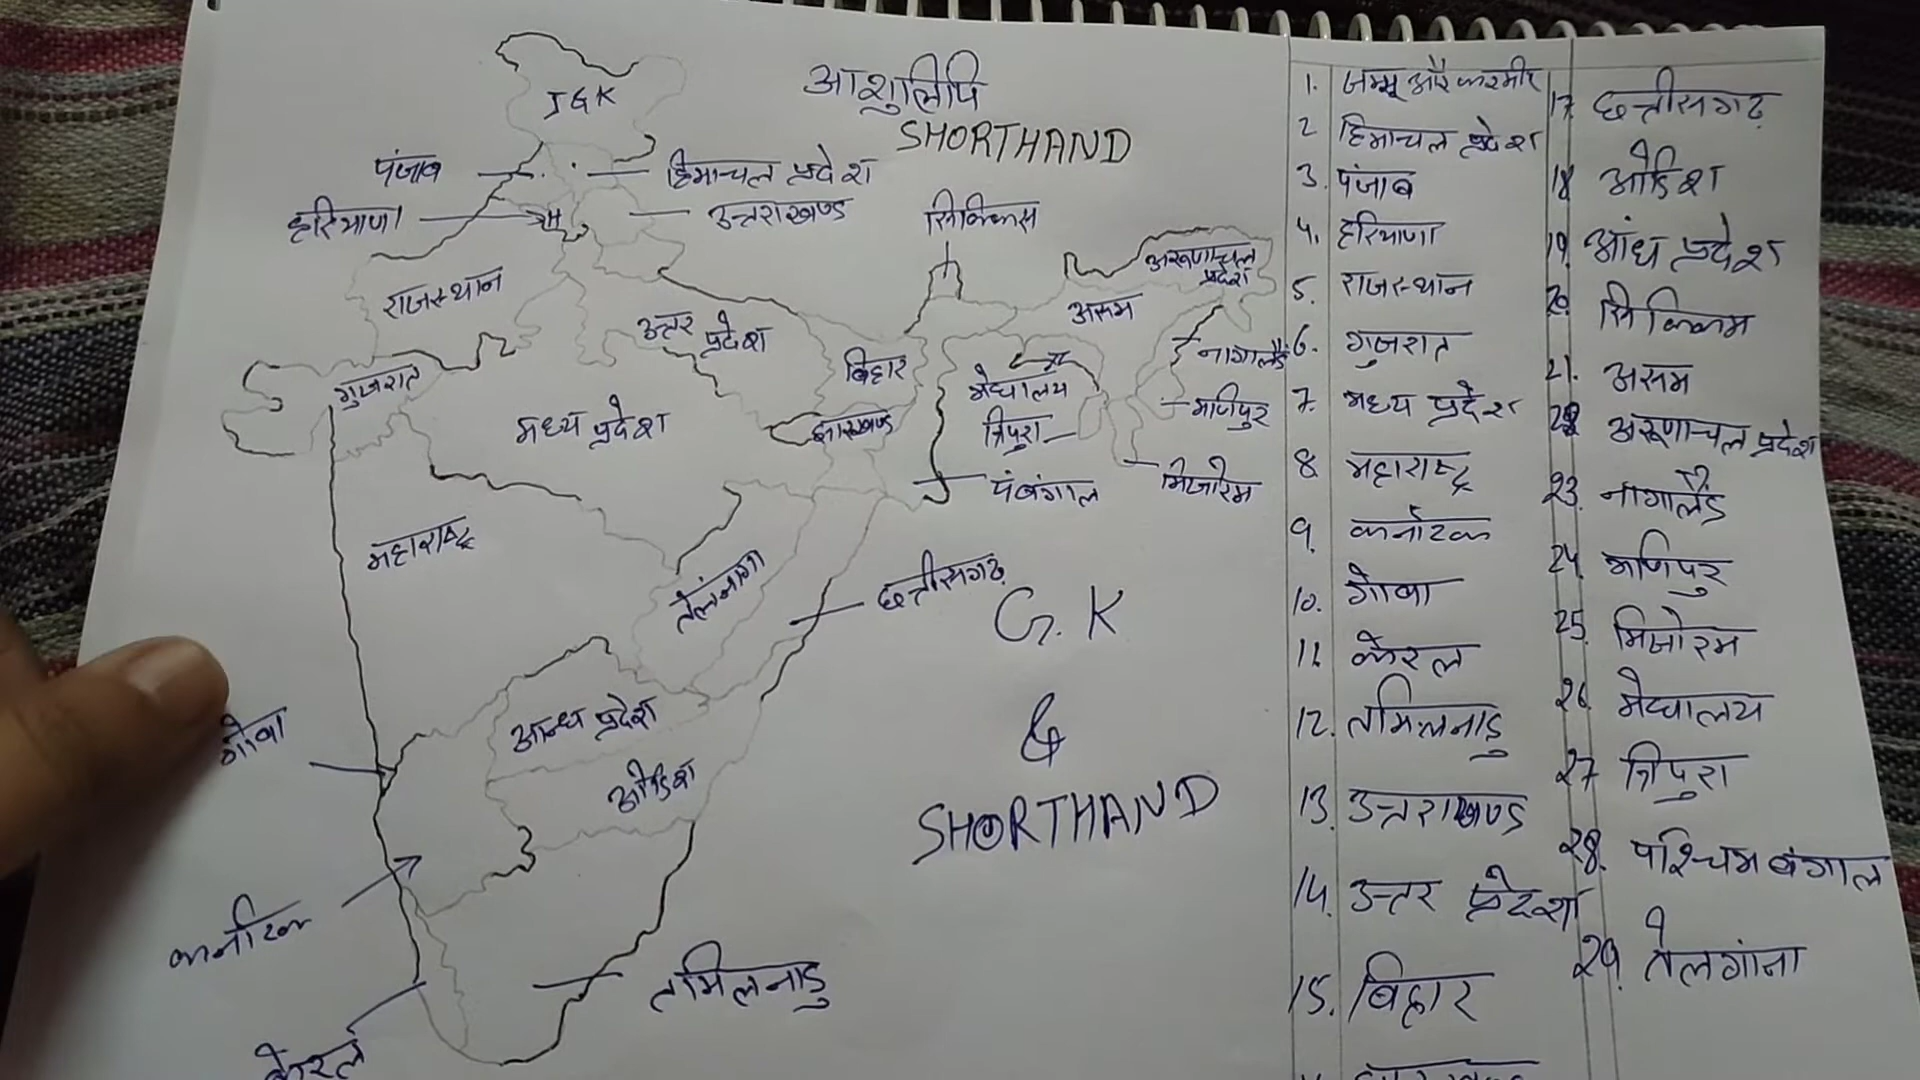 आशुलिपि
SHORTHAND
J&K
पंजाब
हिमाचल प्रदेश
हरियाणा
उत्तराखण्ड
सिक्किम
अरूणाचल
प्रदेश
राजस्थान
असम
उत्तर
प्रदेश
नागालैंड
गुजरात
बिहार
मेघालय
मणिपुर
मध्य प्रदेश
झारखण्ड
त्रिपुरा
पं बंगाल
मिजोरम
महाराष्ट्र
तेलंनागा
छत्तीसगढ़
G. K
आन्ध प्रदेश
&
गोवा
ओडिशा
SHORTHAND
कर्नाटक
तमिलनाडु
केरल
1. जम्मू और कश्मीर
2 हिमाचल प्रदेश
3. पंजाब
4. हरियाणा
5. राजस्थान
6. गुजरात
7. मध्य प्रदेश
8 महाराष्ट्र
9. कर्नाटक
10. गोवा
11. केरल
12. तमिलनाडु
13. उत्तराखण्ड
14. उत्तर प्रदेश
15. बिहार
17 छत्तीसगढ़
18 ओडिशा
19. आंध प्रदेश
20. सिक्किम
21. असम
22 अरूणाचल प्रदेश
23. नागालैंड
24. मणिपुर
25. मिजोरम
26 मेघालय
27 त्रिपुरा
28. पश्चिम बंगाल
29. तेलगांना